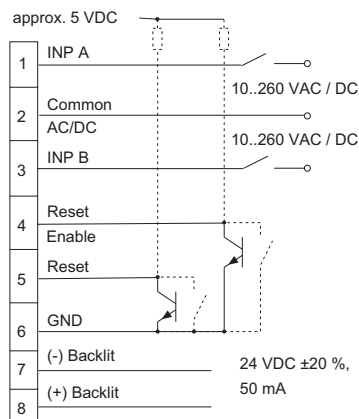 approx. 5 VDC
1 INP A
10..260 VAC / DC
2 Common
AC/DC
10..260 VAC / DC
3 INP B
4 Reset
Enable
5 Reset
6 GND
7 (-) Backlit
24 VDC ±20 %,
50 mA
8 (+) Backlit